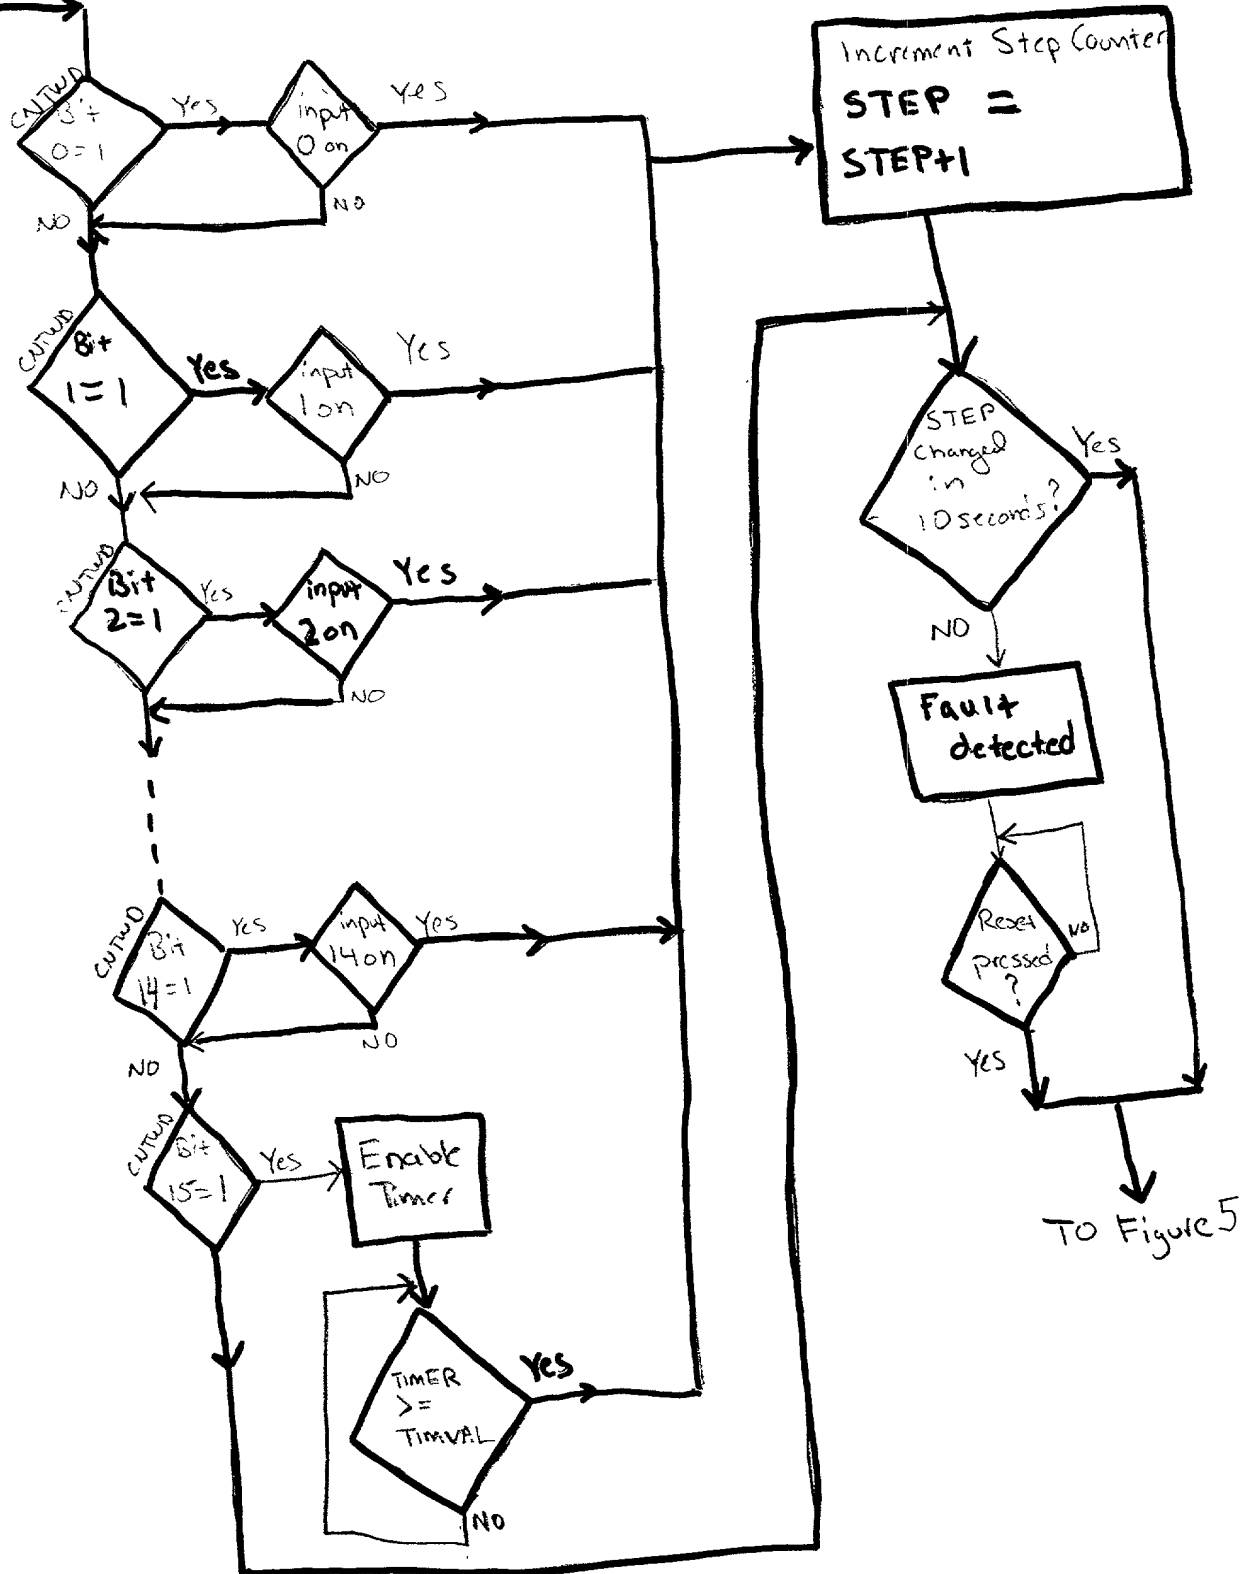 CNTWD
Bit
0=1
Yes
input
0 on
Yes
NO
NO
CNTWD
Bit
1=1
Yes
input
1 on
Yes
NO
NO
CNTWD
Bit
2=1
Yes
input
2 on
Yes
NO
CNTWD
Bit
14=1
Yes
input
14 on
Yes
NO
NO
CNTWD
Bit
15=1
Yes
Enable
Timer
TIMER
>=
TIMVAL
Yes
NO
Increment Step Counter
STEP =
STEP+1
STEP
changed
in
10 seconds?
Yes
NO
Fault
detected
Reset
pressed
?
NO
Yes
TO Figure 5